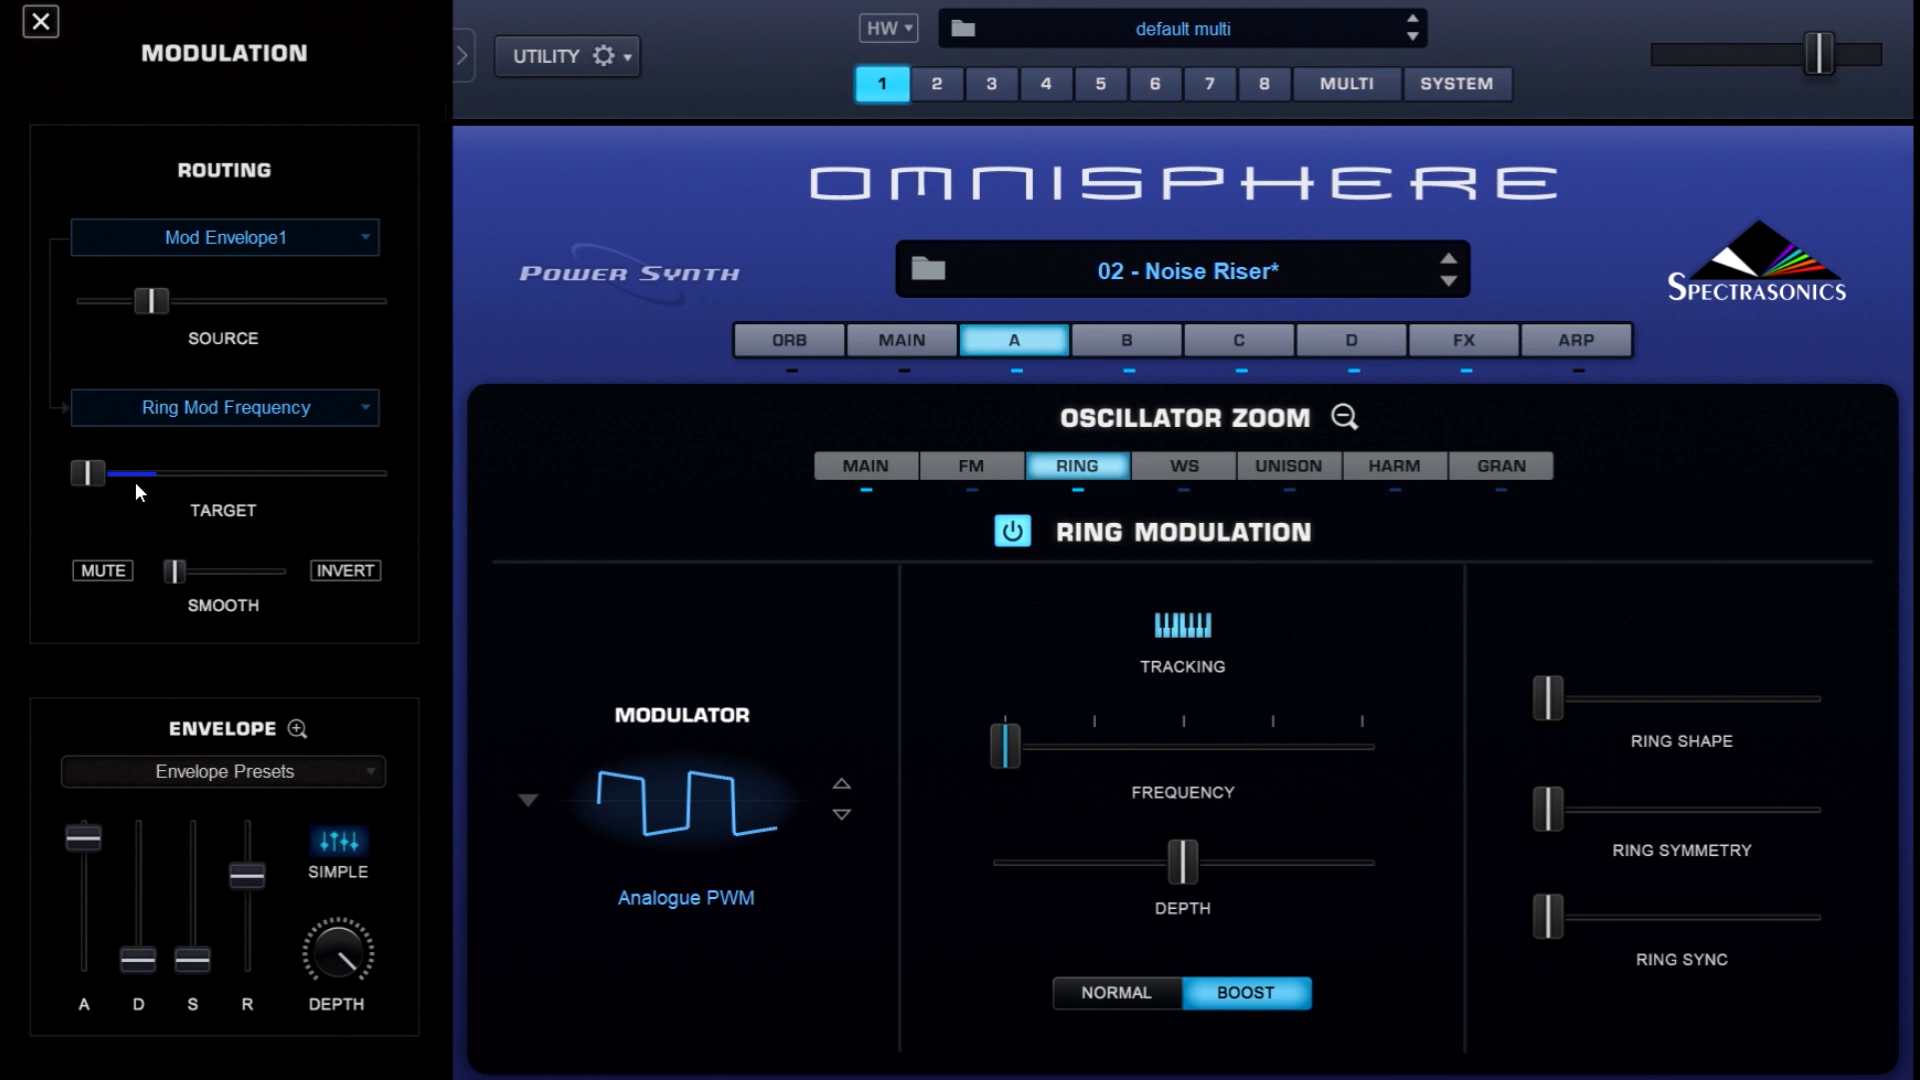 MODULATION
ROUTING
Mod Envelope1
SOURCE
Ring Mod Frequency
TARGET
MUTE
INVERT
SMOOTH
ENVELOPE
Envelope Presets
SIMPLE
A D S R DEPTH
UTILITY
HW
default multi
1 2 3 4 5 6 7 8 MULTI SYSTEM
OMNISPHERE
POWER SYNTH
02 - Noise Riser*
SPECTRASONICS
ORB MAIN A B C D FX ARP
OSCILLATOR ZOOM
MAIN FM RING WS UNISON HARM GRAN
RING MODULATION
MODULATOR
Analogue PWM
TRACKING
FREQUENCY
DEPTH
NORMAL BOOST
RING SHAPE
RING SYMMETRY
RING SYNC